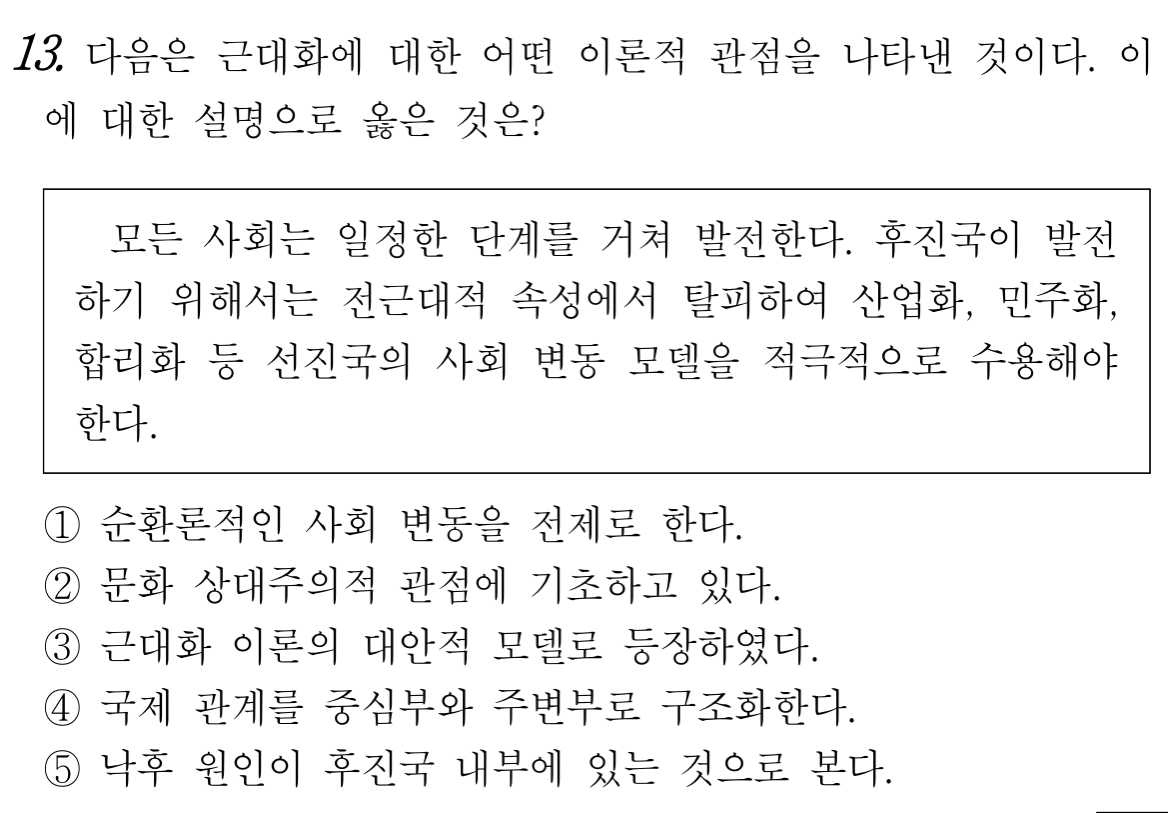 13. 다음은 근대화에 대한 어떤 이론적 관점을 나타낸 것이다. 이
에 대한 설명으로 옳은 것은?
모든 사회는 일정한 단계를 거쳐 발전한다. 후진국이 발전
하기 위해서는 전근대적 속성에서 탈피하여 산업화, 민주화,
합리화 등 선진국의 사회 변동 모델을 적극적으로 수용해야
한다.
① 순환론적인 사회 변동을 전제로 한다.
② 문화 상대주의적 관점에 기초하고 있다.
③ 근대화 이론의 대안적 모델로 등장하였다.
④ 국제 관계를 중심부와 주변부로 구조화한다.
⑤ 낙후 원인이 후진국 내부에 있는 것으로 본다.